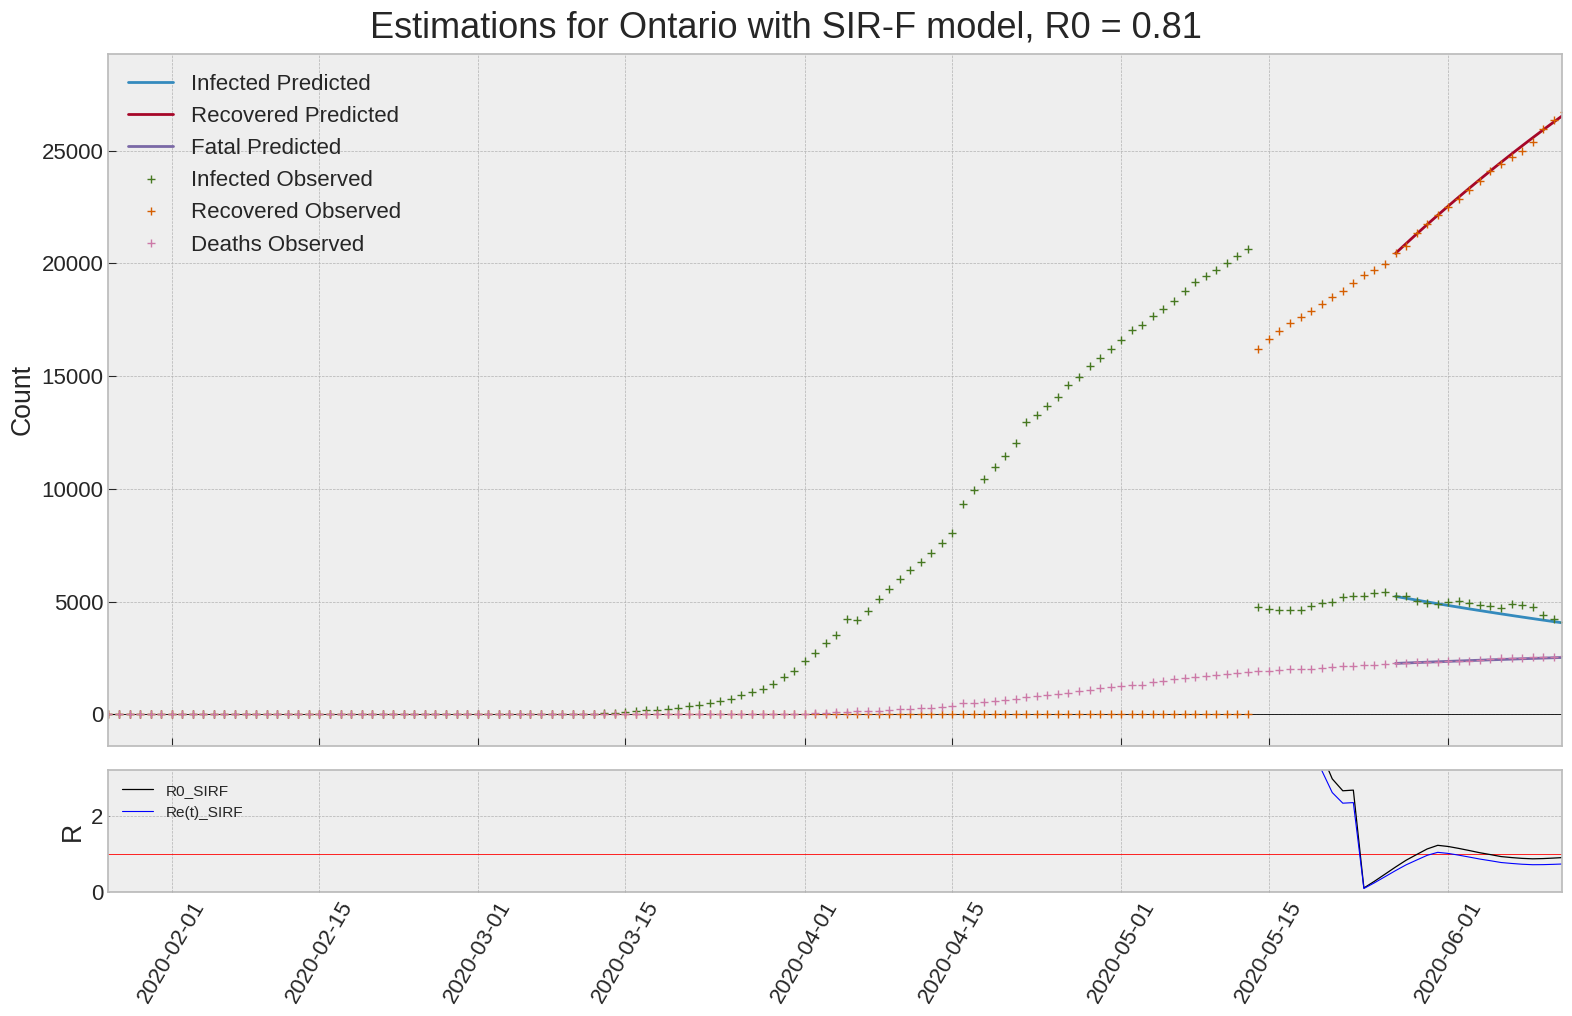 Estimations for Ontario with SIR-F model, R0 = 0.81
Infected Predicted
Recovered Predicted
Fatal Predicted
Infected Observed
Recovered Observed
Deaths Observed
Count
25000
20000
15000
10000
5000
0
R0_SIRF
Re(t)_SIRF
R
2
0
2020-02-01
2020-02-15
2020-03-01
2020-03-15
2020-04-01
2020-04-15
2020-05-01
2020-05-15
2020-06-01